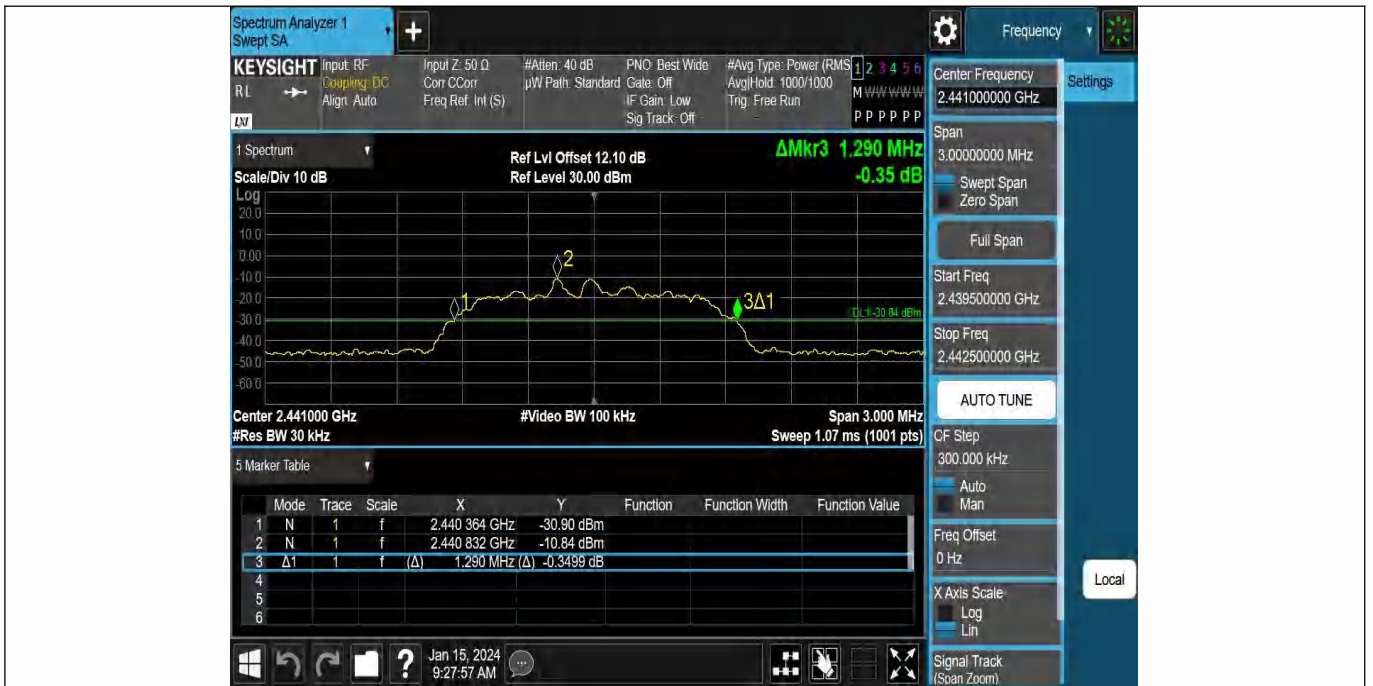 Spectrum Analyzer 1
Swept SA
+
Frequency
KEYSIGHT
RL
LXI
Input: RF
Coupling: DC
Align: Auto
Input Z: 50 Ω
Corr CCorr
Freq Ref: Int (S)
#Atten: 40 dB
µW Path: Standard
PNO: Best Wide
Gate: Off
IF Gain: Low
Sig Track: Off
#Avg Type: Power (RMS
Avg|Hold: 1000/1000
Trig: Free Run
1 2 3 4 5 6
M W W W W W
P P P P P P
1 Spectrum
Scale/Div 10 dB
Ref Lvl Offset 12.10 dB
Ref Level 30.00 dBm
ΔMkr3 1.290 MHz
-0.35 dB
Log
20.0
10.0
0.00
-10.0
-20.0
-30.0
-40.0
-50.0
-60.0
1
2
3Δ1
DL1 -30.84 dBm
Center 2.441000 GHz
#Video BW 100 kHz
Span 3.000 MHz
#Res BW 30 kHz
Sweep 1.07 ms (1001 pts)
5 Marker Table
Mode Trace Scale X Y Function Function Width Function Value
1 N 1 f 2.440 364 GHz -30.90 dBm
2 N 1 f 2.440 832 GHz -10.84 dBm
3 Δ1 1 f (Δ) 1.290 MHz (Δ) -0.3499 dB
4
5
6
?
Jan 15, 2024
9:27:57 AM
Center Frequency
2.441000000 GHz
Settings
Span
3.00000000 MHz
Swept Span
Zero Span
Full Span
Start Freq
2.439500000 GHz
Stop Freq
2.442500000 GHz
AUTO TUNE
CF Step
300.000 kHz
Auto
Man
Freq Offset
0 Hz
X Axis Scale
Log
Lin
Local
Signal Track
(Span Zoom)